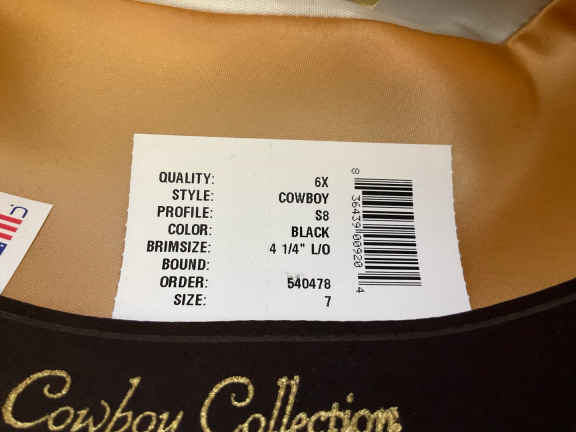 QUALITY: 6X
STYLE: COWBOY
PROFILE: S8
COLOR: BLACK
BRIMSIZE: 4 1/4" L/O
BOUND:
ORDER: 540478
SIZE: 7
8 36439 00920 4
U.
Cowboy Collection